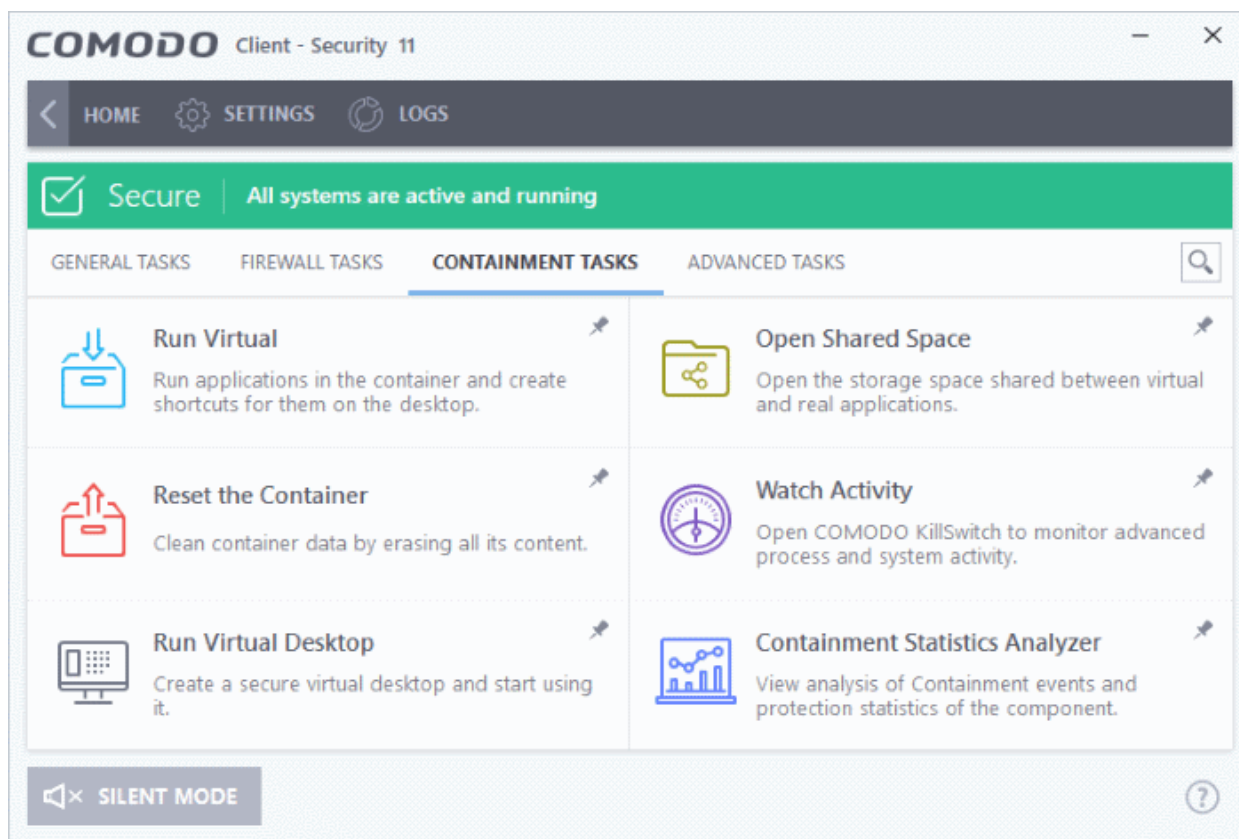 COMODO Client - Security 11
HOME SETTINGS LOGS
Secure All systems are active and running
GENERAL TASKS FIREWALL TASKS CONTAINMENT TASKS ADVANCED TASKS
Run Virtual
Run applications in the container and create
shortcuts for them on the desktop.
Open Shared Space
Open the storage space shared between virtual
and real applications.
Reset the Container
Clean container data by erasing all its content.
Watch Activity
Open COMODO KillSwitch to monitor advanced
process and system activity.
Run Virtual Desktop
Create a secure virtual desktop and start using
it.
Containment Statistics Analyzer
View analysis of Containment events and
protection statistics of the component.
SILENT MODE
?